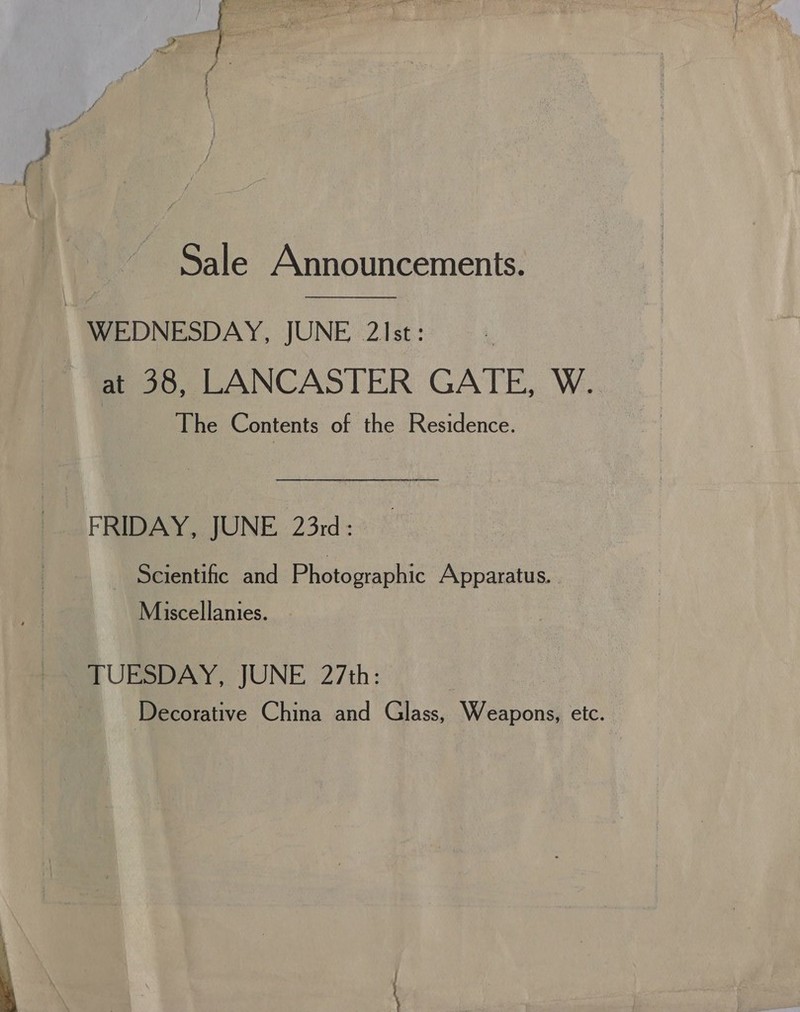 Sale Announcements.
WEDNESDAY, JUNE 21st:
at 38, LANCASTER GATE, W.
The Contents of the Residence.
FRIDAY, JUNE 23rd:
Scientific and Photographic Apparatus.
Miscellanies.
TUESDAY, JUNE 27th:
Decorative China and Glass, Weapons, etc.